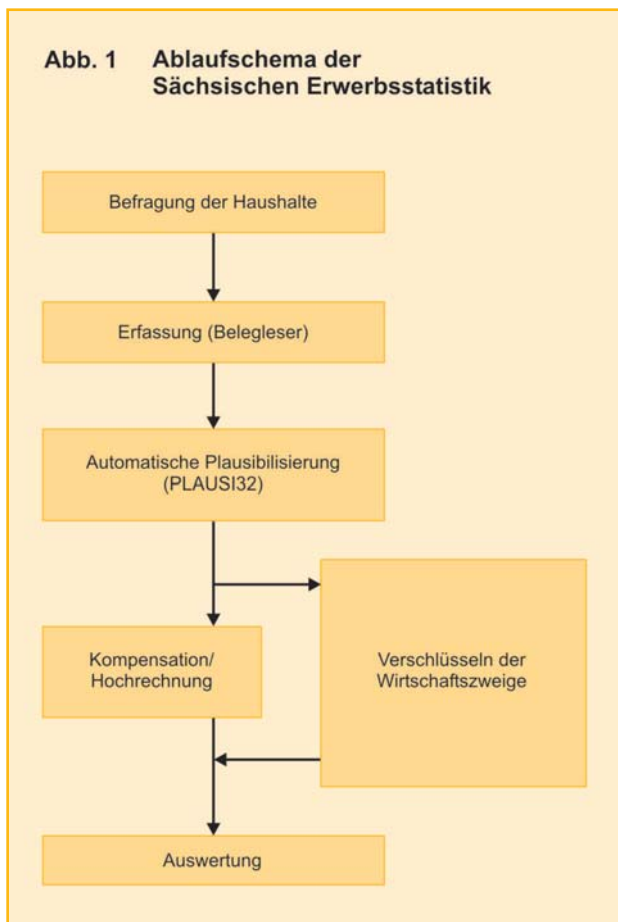 Abb. 1 Ablaufschema der
Sächsischen Erwerbsstatistik
Befragung der Haushalte
Erfassung (Belegleser)
Automatische Plausibilisierung
(PLAUSI32)
Kompensation/
Hochrechnung
Verschlüsseln der
Wirtschaftszweige
Auswertung